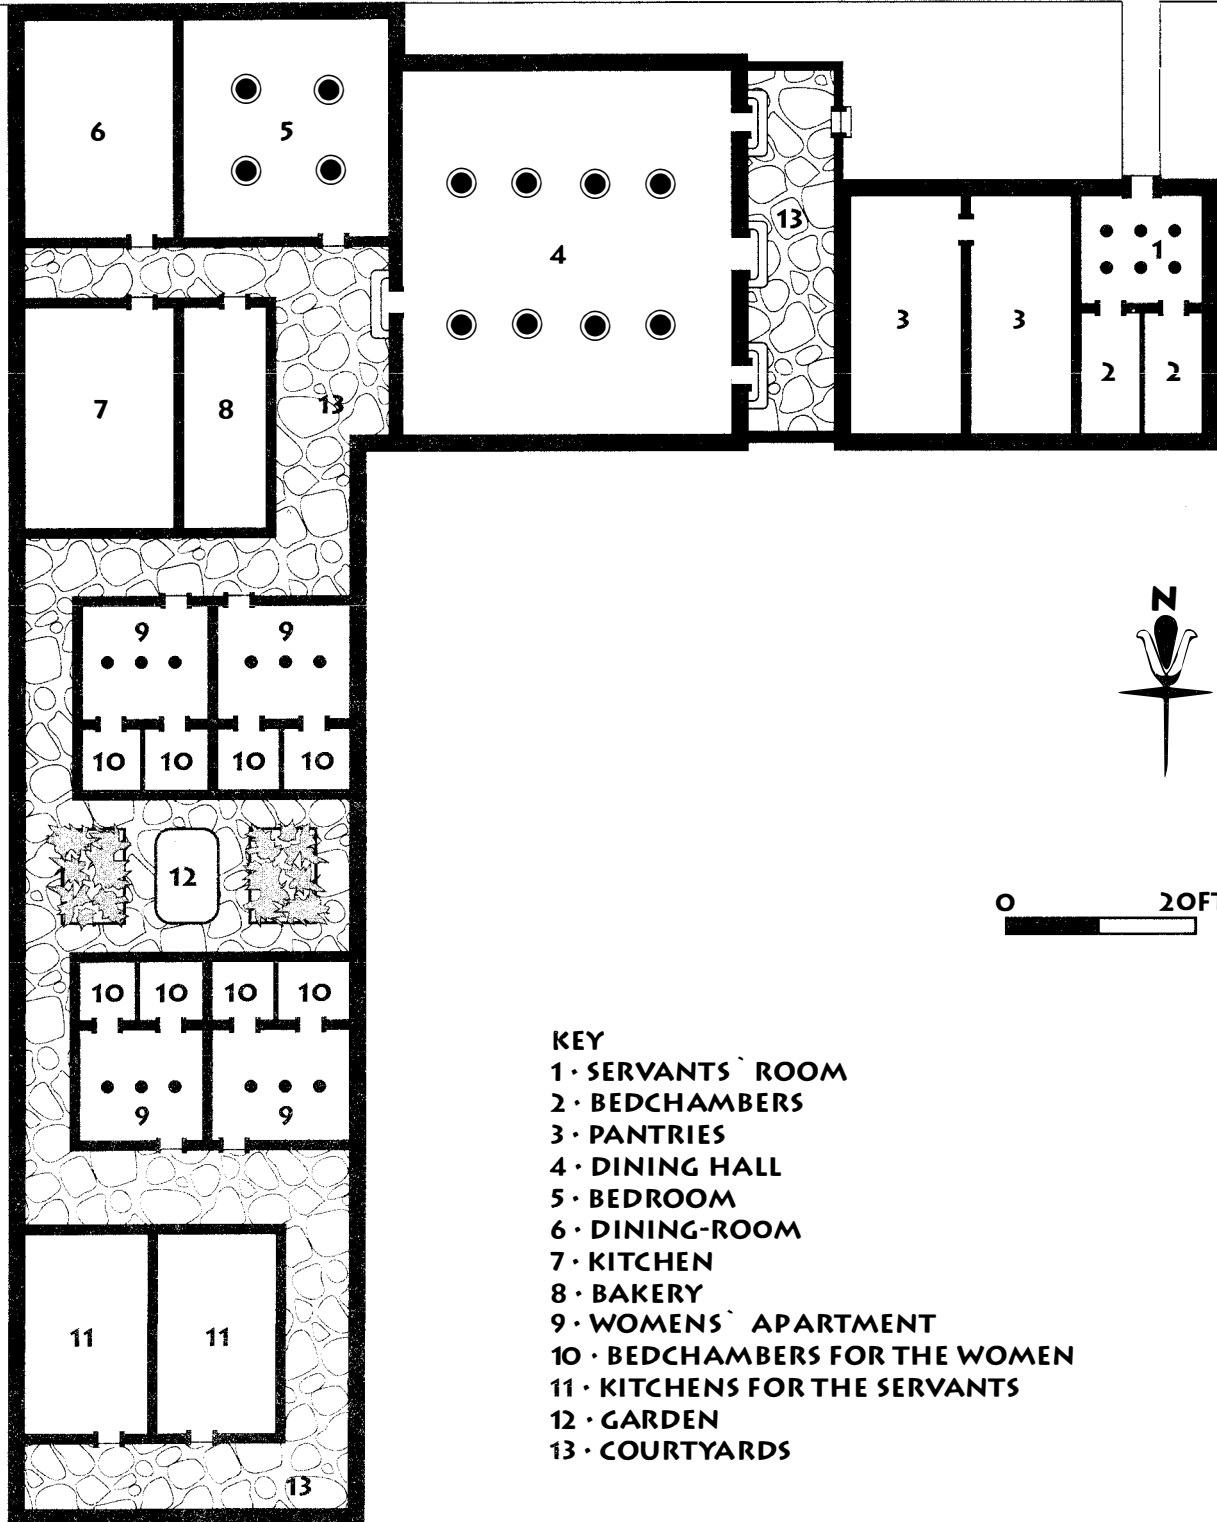 6
5
4
13
1
3
3
2
2
7
8
13
N
9
9
10
10
10
10
12
0 20FT
10
10
10
10
9
9
11
11
13
KEY
1 · SERVANTS` ROOM
2 · BEDCHAMBERS
3 · PANTRIES
4 · DINING HALL
5 · BEDROOM
6 · DINING-ROOM
7 · KITCHEN
8 · BAKERY
9 · WOMENS` APARTMENT
10 · BEDCHAMBERS FOR THE WOMEN
11 · KITCHENS FOR THE SERVANTS
12 · GARDEN
13 · COURTYARDS